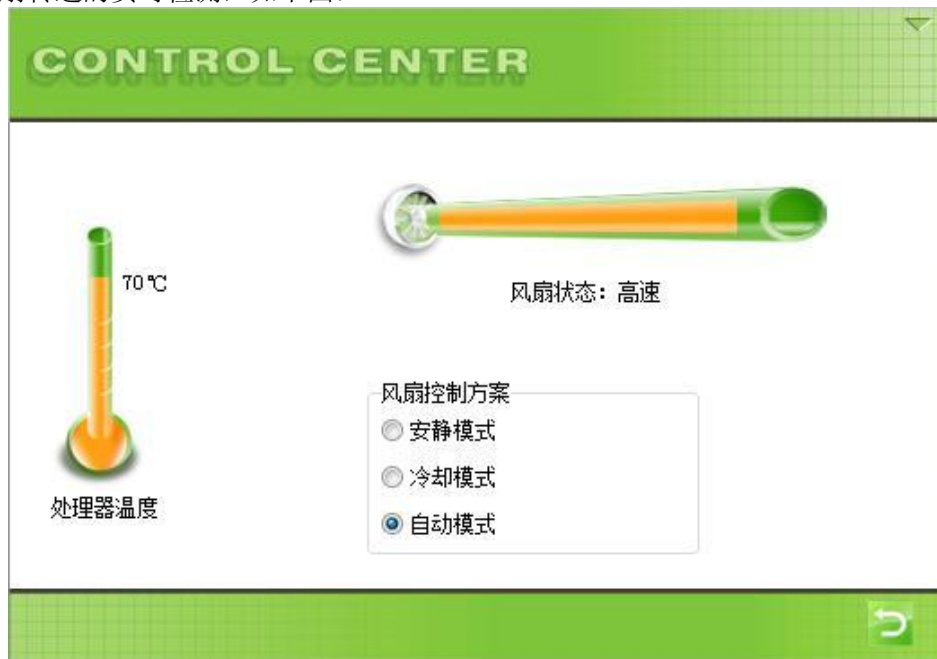 CONTROL CENTER
70℃
风扇状态：高速
风扇控制方案
安静模式
冷却模式
自动模式
处理器温度